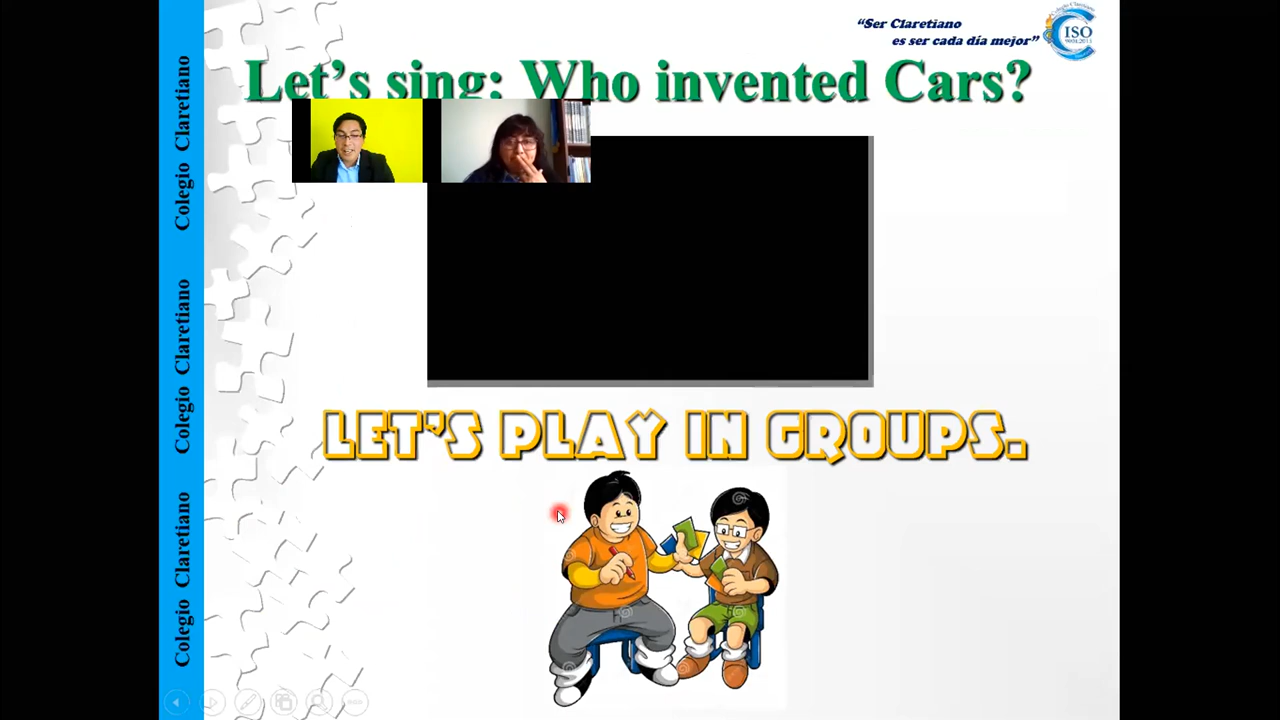 “Ser Claretiano
es ser cada día mejor”
ISO
Let’s sing: Who invented Cars?
LET’S PLAY IN GROUPS.
Colegio Claretiano
Colegio Claretiano
Colegio Claretiano